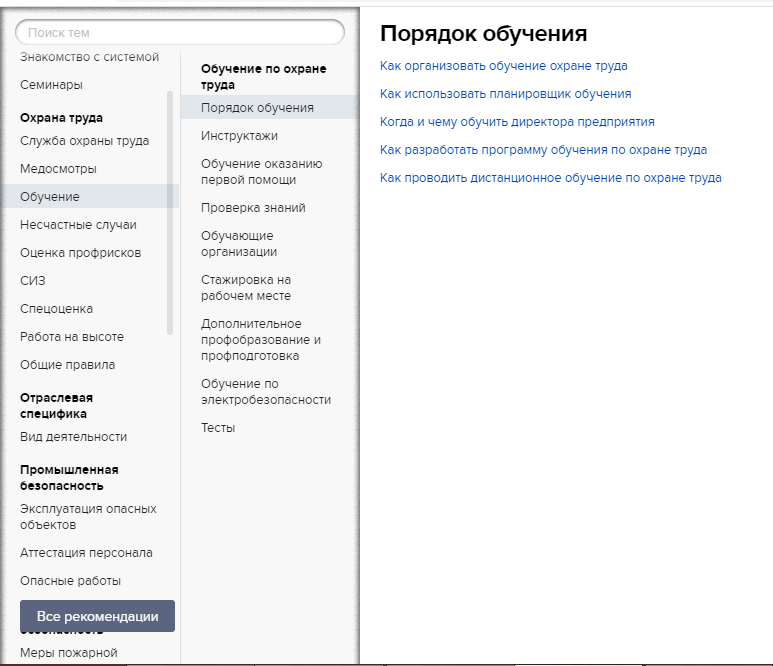 Поиск тем
Знакомство с системой
Семинары
Охрана труда
Служба охраны труда
Медосмотры
Обучение
Несчастные случаи
Оценка профрисков
СИЗ
Спецоценка
Работа на высоте
Общие правила
Отраслевая
специфика
Вид деятельности
Промышленная
безопасность
Эксплуатация опасных
объектов
Аттестация персонала
Опасные работы
Все рекомендации
безопасность
Меры пожарной
Обучение по охране
труда
Порядок обучения
Инструктажи
Обучение оказанию
первой помощи
Проверка знаний
Обучающие
организации
Стажировка на
рабочем месте
Дополнительное
профобразование и
профподготовка
Обучение по
электробезопасности
Тесты
Порядок обучения
Как организовать обучение охране труда
Как использовать планировщик обучения
Когда и чему обучить директора предприятия
Как разработать программу обучения по охране труда
Как проводить дистанционное обучение по охране труда